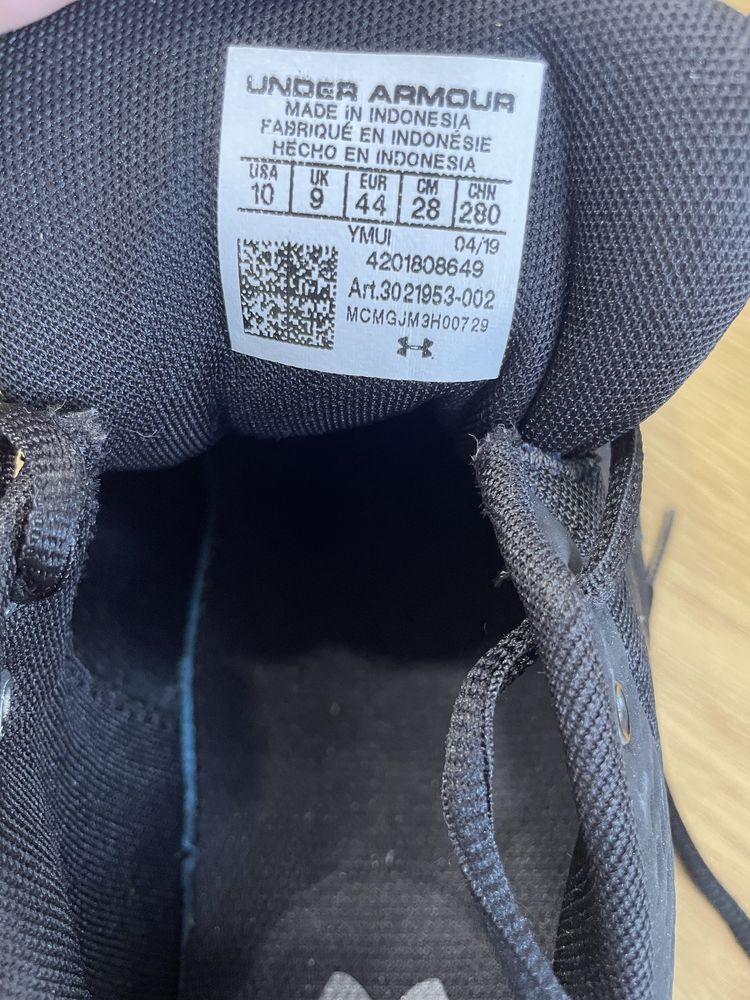 UNDER ARMOUR
MADE IN INDONESIA
FABRIQUÉ EN INDONÉSIE
HECHO EN INDONESIA
USA UK EUR CM CHN
10 9 44 28 280
YMUI 04/19
4201808649
Art.3021953-002
MCMGJM3H00729